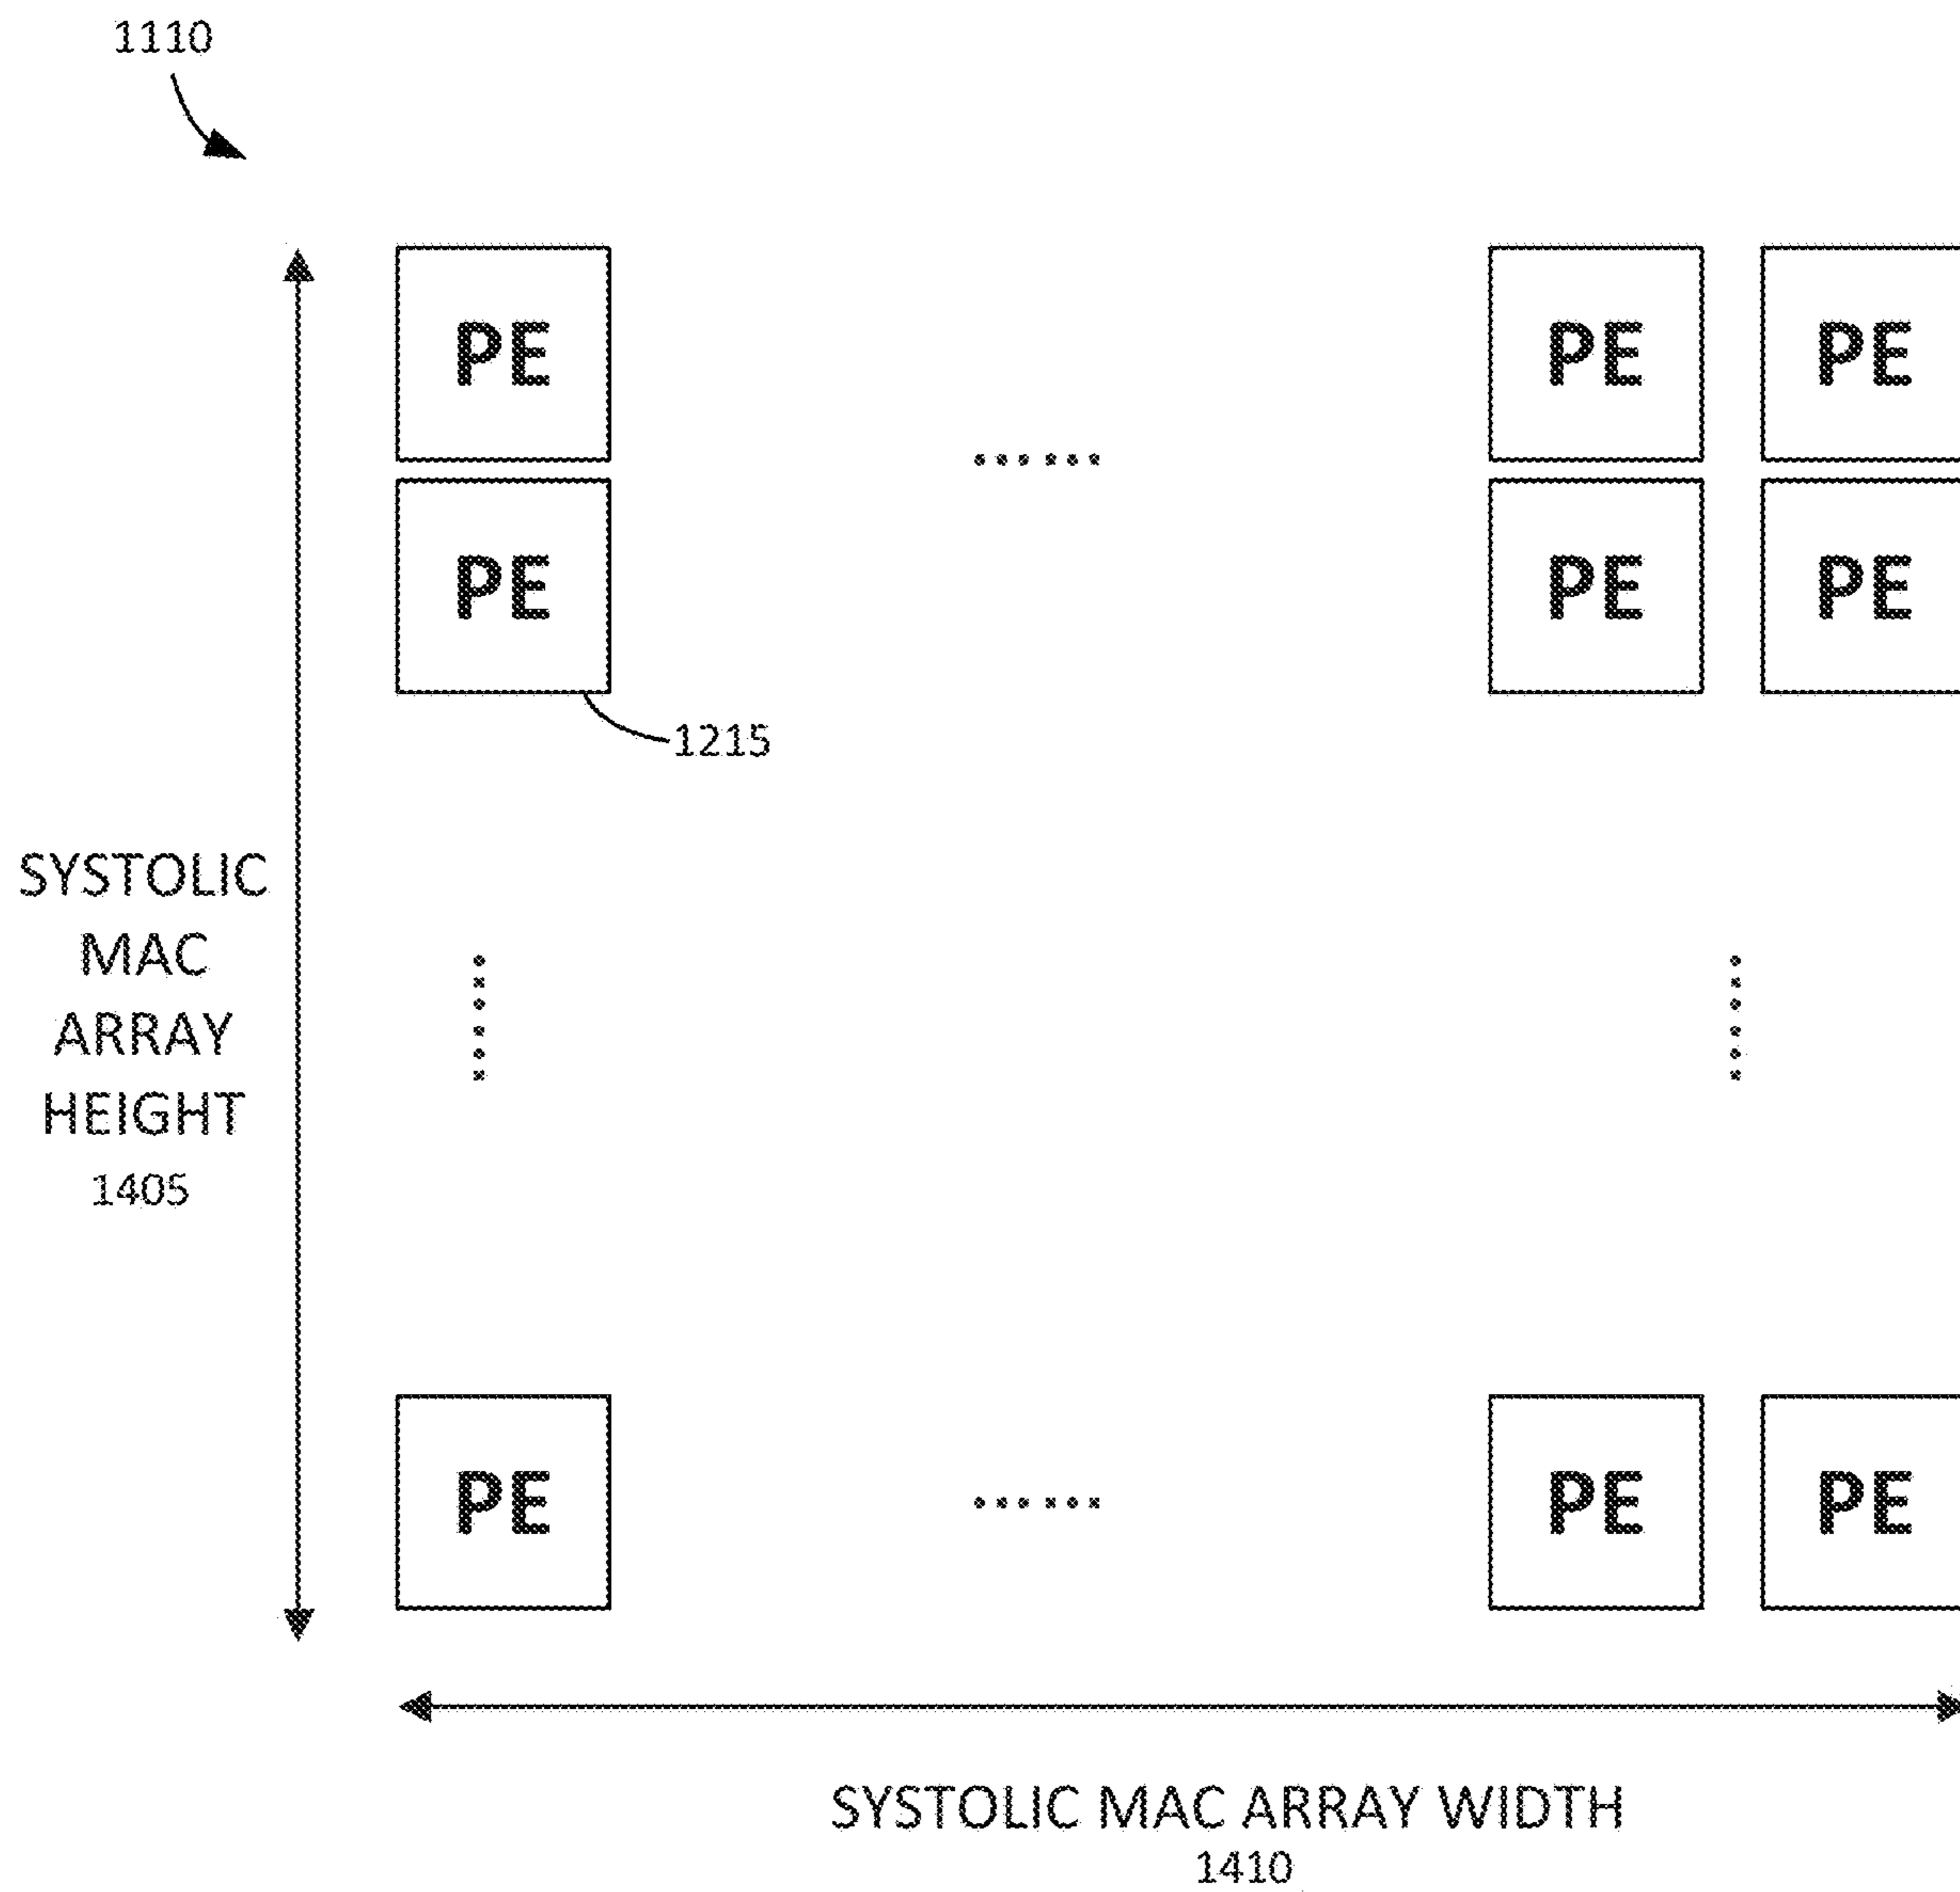 1110
PE PE PE
PE PE PE
1215
SYSTOLIC
MAC
ARRAY
HEIGHT
1405
PE PE PE
SYSTOLIC MAC ARRAY WIDTH
1410